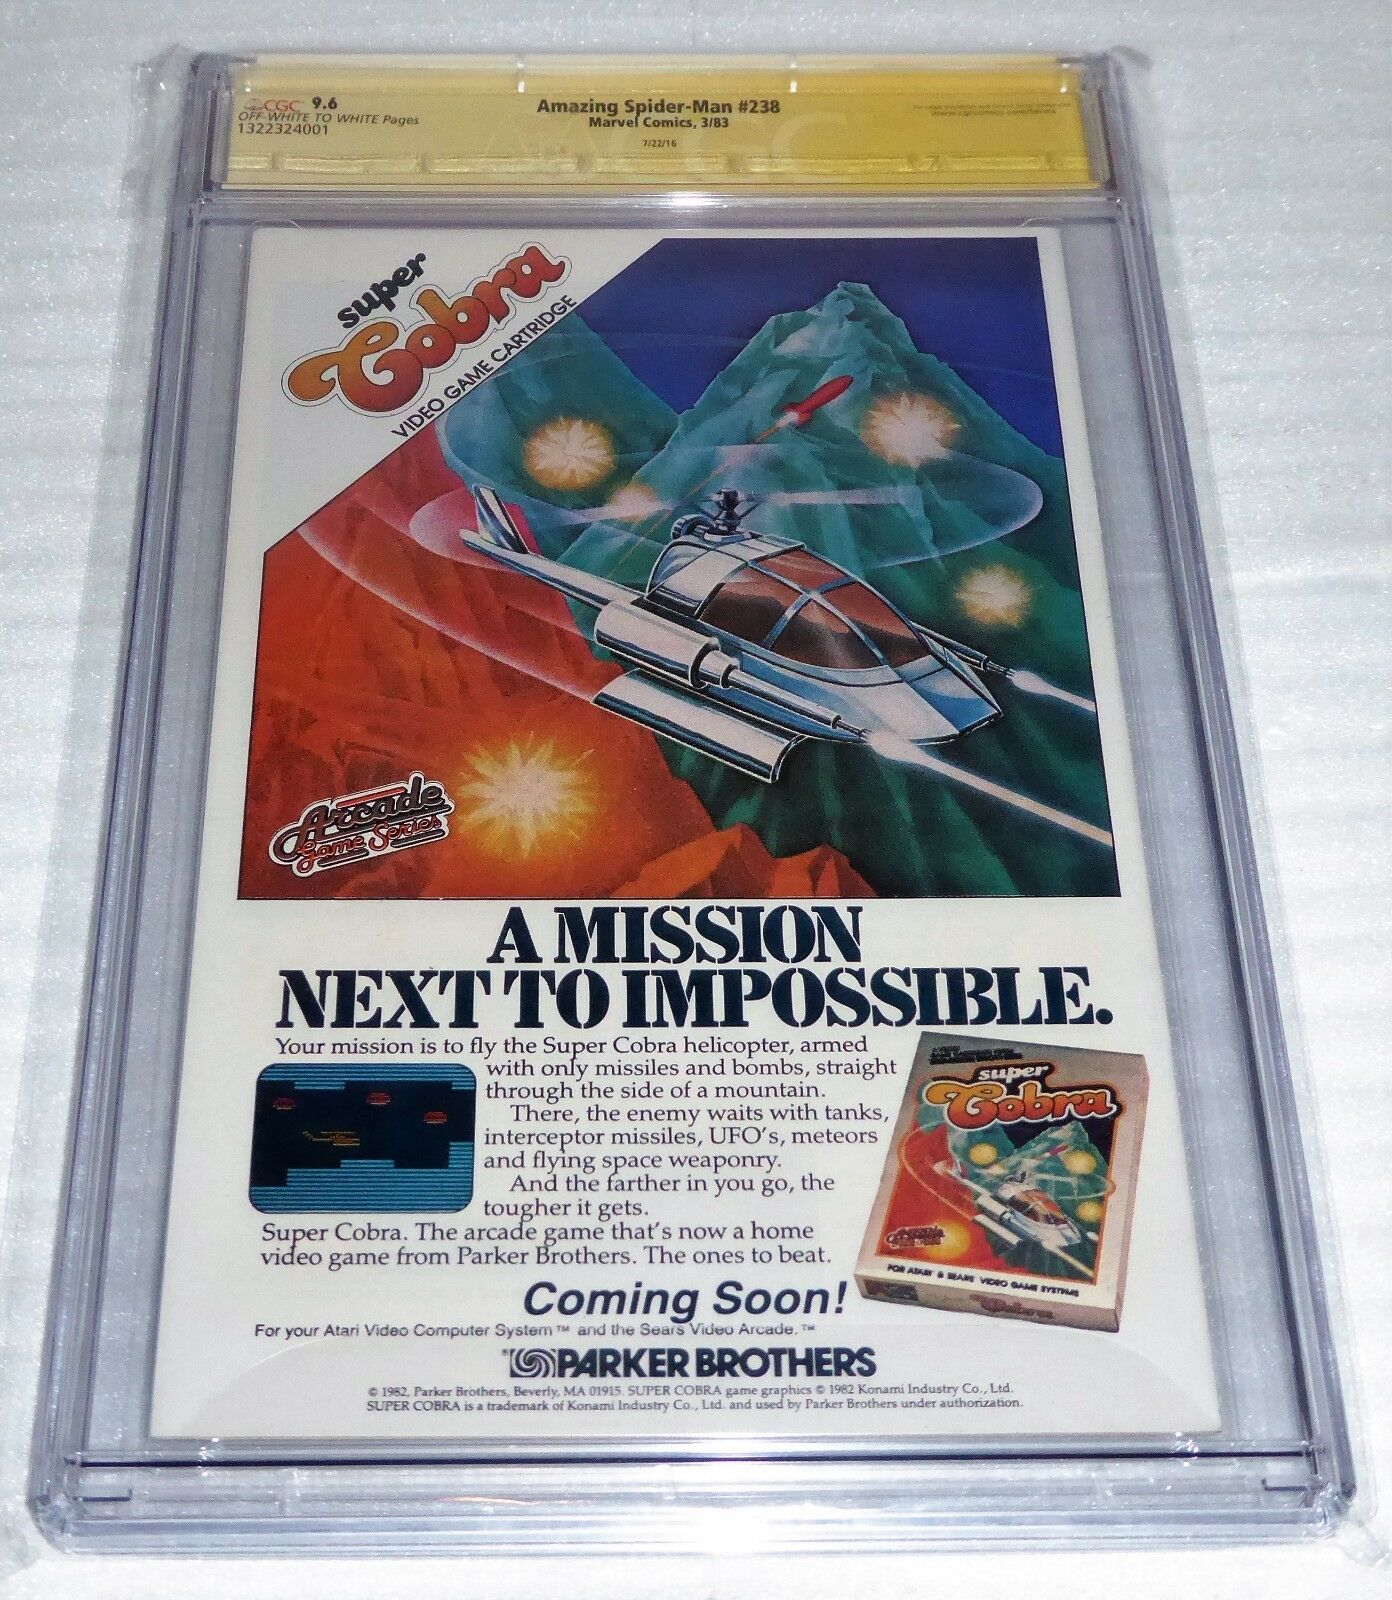 CGC 9.6
OFF-WHITE TO WHITE Pages
1322324001
Amazing Spider-Man #238
Marvel Comics, 3/83
7/22/16
super
Cobra
VIDEO GAME CARTRIDGE
Arcade
Game Series
A MISSION
NEXT TO IMPOSSIBLE.
Your mission is to fly the Super Cobra helicopter, armed
with only missiles and bombs, straight
through the side of a mountain.
There, the enemy waits with tanks,
interceptor missiles, UFO's, meteors
and flying space weaponry.
And the farther in you go, the
tougher it gets.
Super Cobra. The arcade game that's now a home
video game from Parker Brothers. The ones to beat.
super
Cobra
FOR ATARI & SEARS VIDEO GAME SYSTEMS
Cobra
Coming Soon!
For your Atari Video Computer System™ and the Sears Video Arcade.™
PARKER BROTHERS
© 1982, Parker Brothers, Beverly, MA 01915. SUPER COBRA game graphics © 1982 Konami Industry Co., Ltd.
SUPER COBRA is a trademark of Konami Industry Co., Ltd. and used by Parker Brothers under authorization.